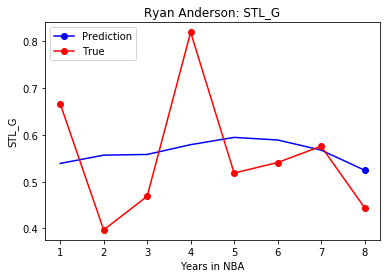 Ryan Anderson: STL_G
Prediction
True
STL_G
0.8
0.7
0.6
0.5
0.4
1 2 3 4 5 6 7 8
Years in NBA